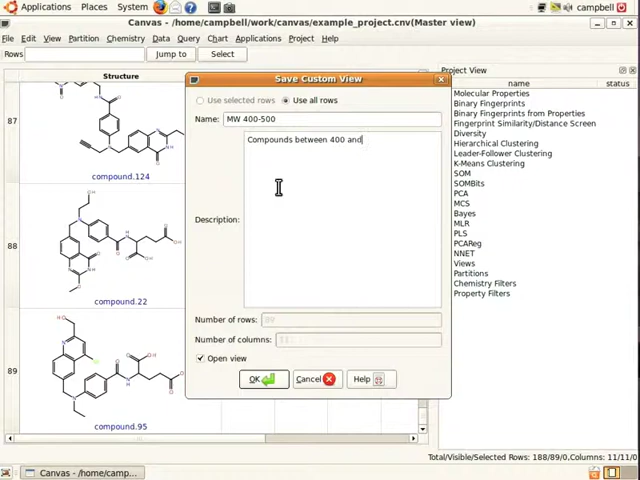 Applications Places System campbell
Canvas - /home/campbell/work/canvas/example_project.cnv(Master view)
File Edit View Partition Chemistry Data Query Chart Applications Project Help
Rows Jump to Select
Structure
87
compound.124
88
compound.22
89
compound.95
Save Custom View
Use selected rows Use all rows
Name: MW 400-500
Compounds between 400 and
Description:
Number of rows: 89
Number of columns: 11
Open view
OK Cancel Help
Project View
name
Molecular Properties
Binary Fingerprints
Binary Fingerprints from Properties
Fingerprint Similarity/Distance Screen
Diversity
Hierarchical Clustering
Leader-Follower Clustering
K-Means Clustering
SOM
SOMBits
PCA
MCS
Bayes
MLR
PLS
PCAReg
NNET
Views
Partitions
Chemistry Filters
Property Filters
Total/Visible/Selected Rows: 188/89/0, Columns: 11/11/0
Canvas - /home/camp...